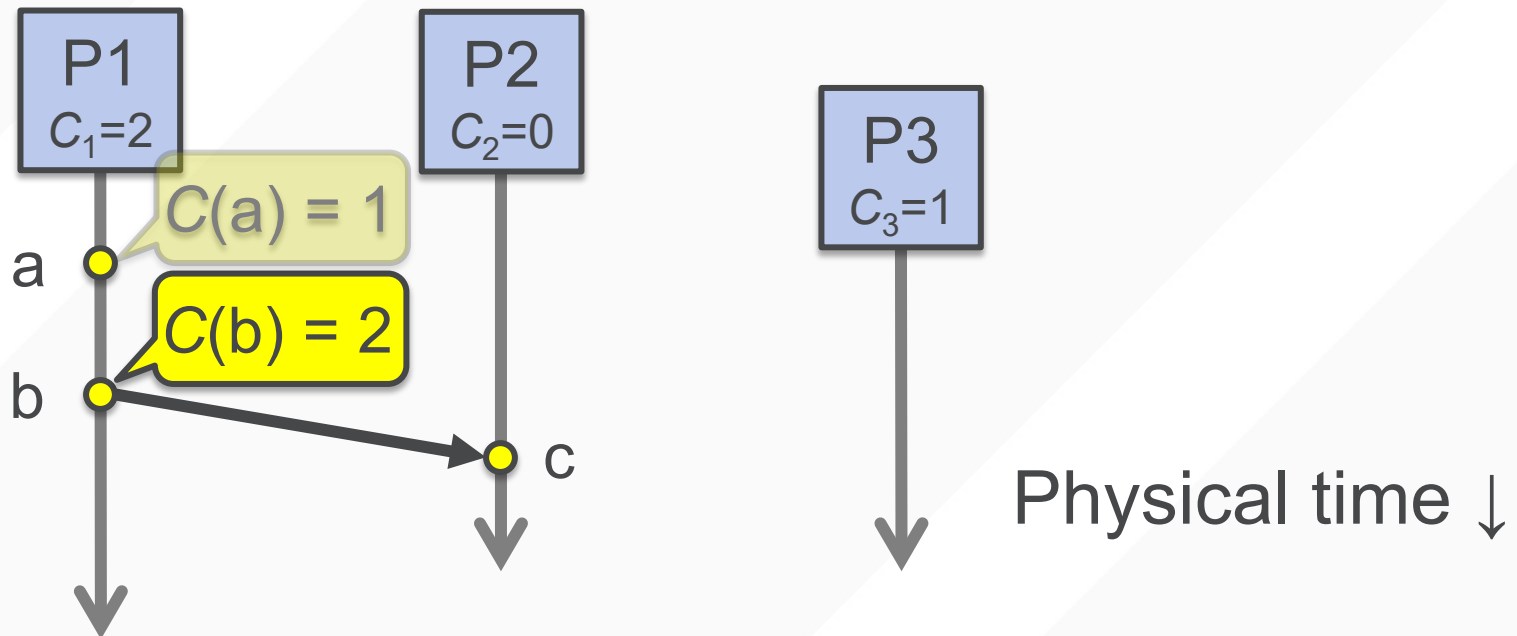 P1
C₁=2
P2
C₂=0
P3
C₃=1
C(a) = 1
a
C(b) = 2
b
c
Physical time ↓